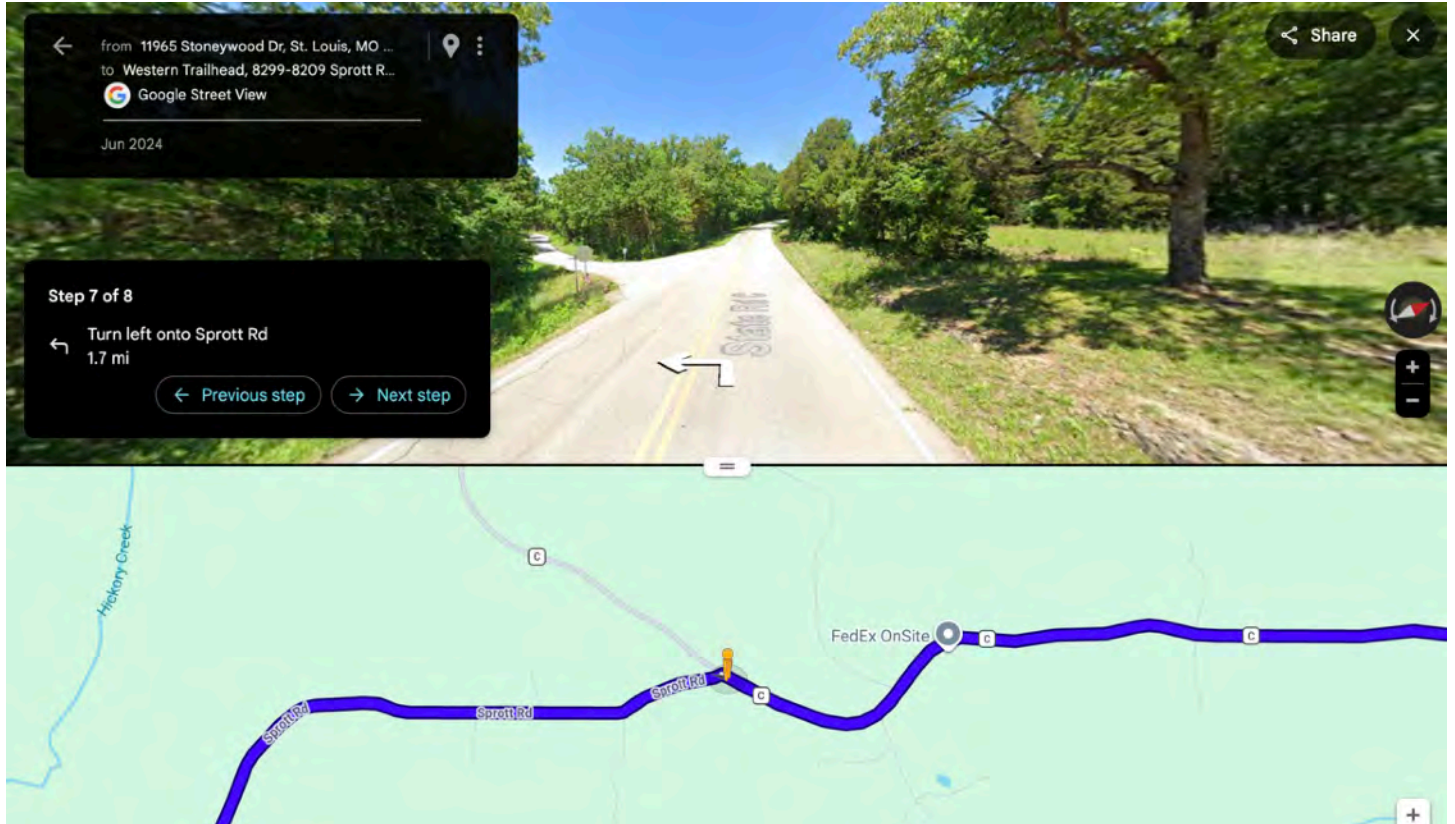 from 11965 Stoneywood Dr, St. Louis, MO ...
to Western Trailhead, 8299-8209 Sprott R...
Google Street View
Jun 2024
Share
Step 7 of 8
Turn left onto Sprott Rd
1.7 mi
Previous step
Next step
State Rt C
Hickory Creek
C
FedEx OnSite
C
C
Sprott Rd
C
Sprott Rd
Sprott Rd